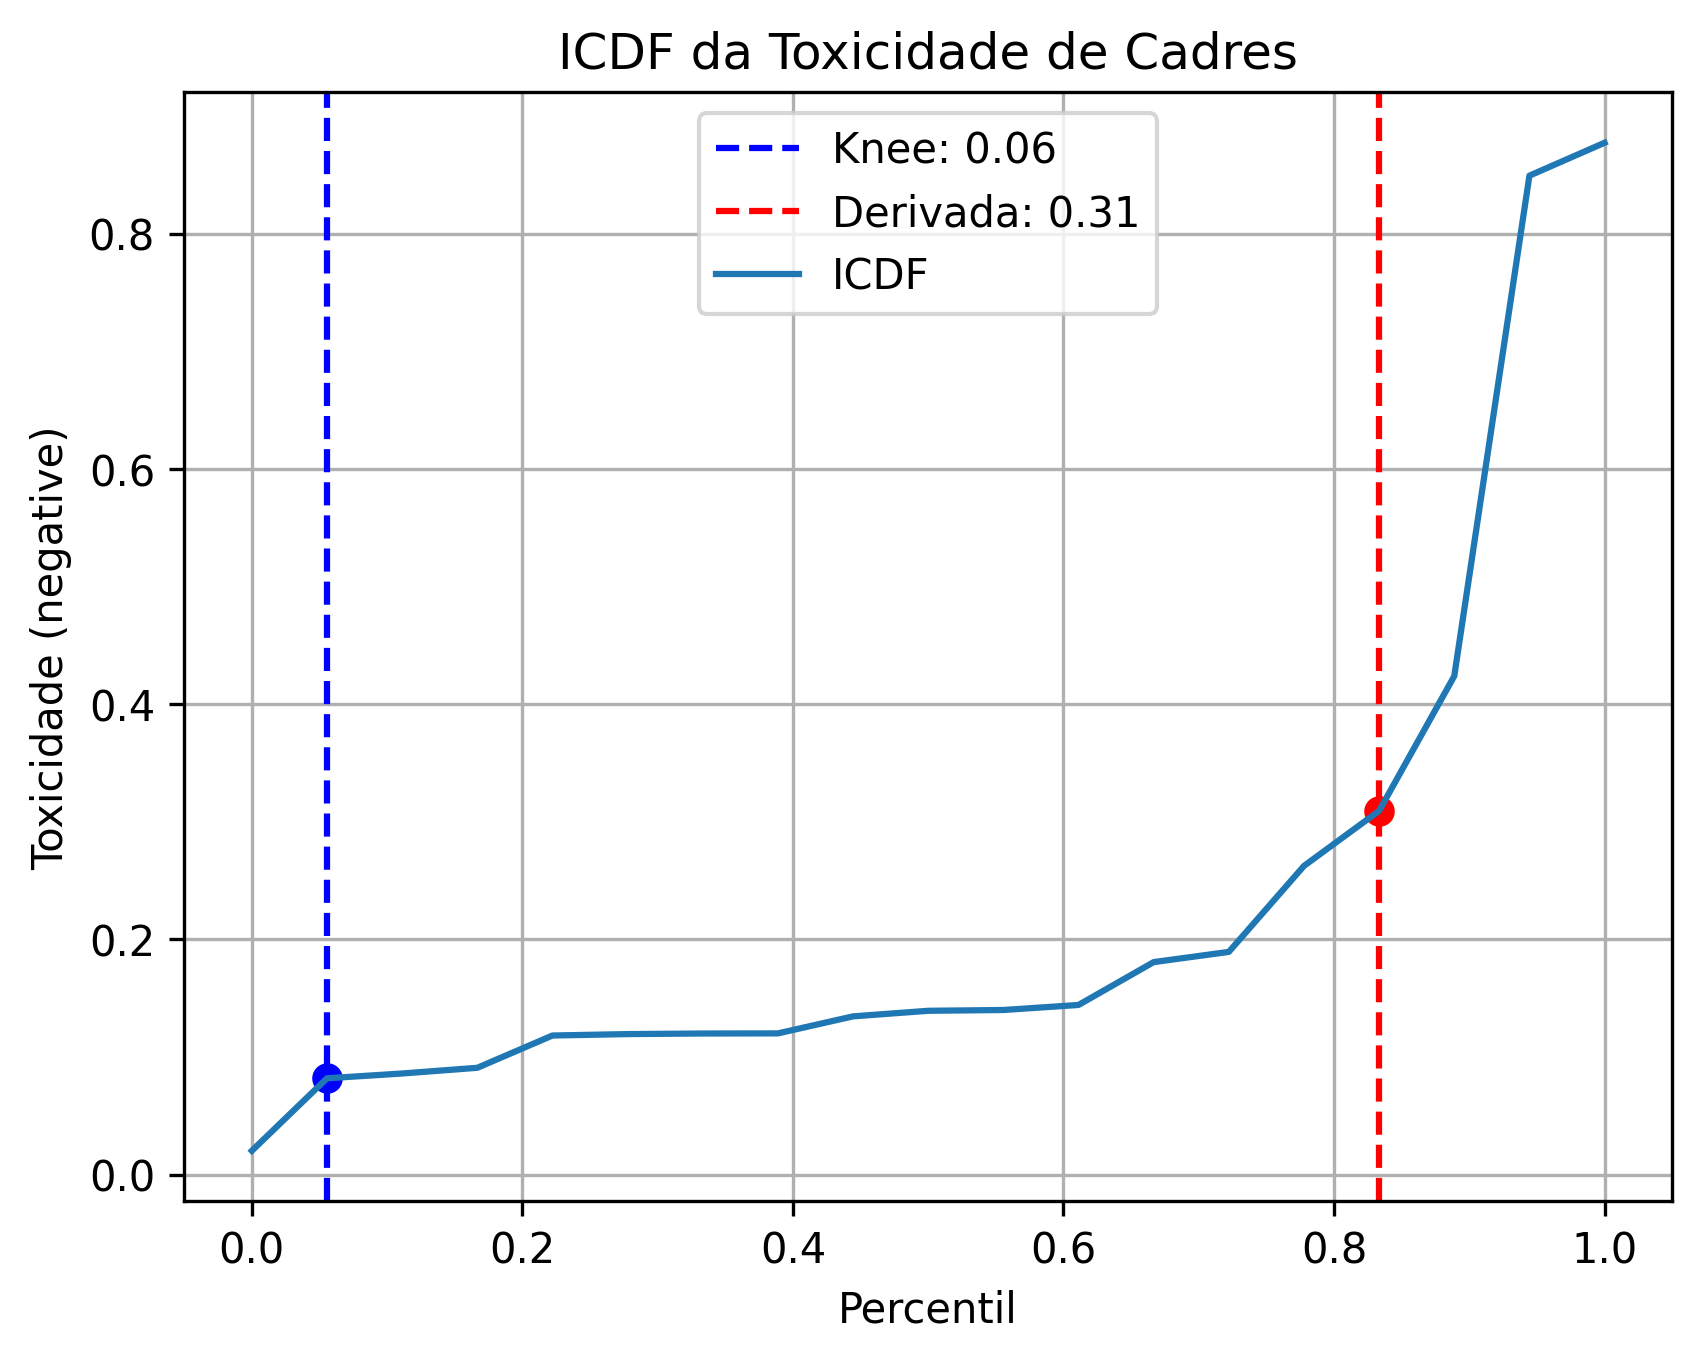 ICDF da Toxicidade de Cadres
Knee: 0.06
Derivada: 0.31
ICDF
Toxicidade (negative)
0.8
0.6
0.4
0.2
0.0
0.0 0.2 0.4 0.6 0.8 1.0
Percentil